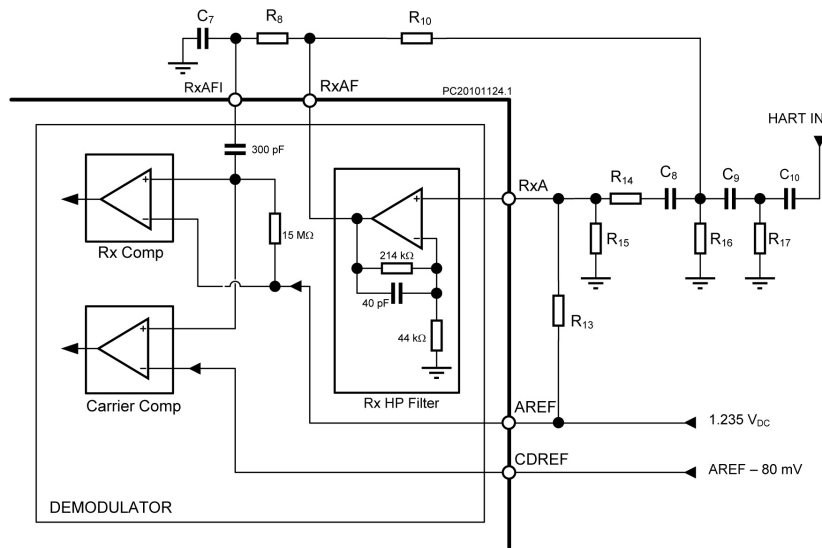 C7
R8
R10
RxAFI
RxAF
PC20101124.1
HART IN
300 pF
RxA
R14
C8
C9
C10
15 MΩ
Rx Comp
214 kΩ
40 pF
R15
R16
R17
R13
44 kΩ
Carrier Comp
Rx HP Filter
AREF
1.235 VDC
CDREF
AREF – 80 mV
DEMODULATOR